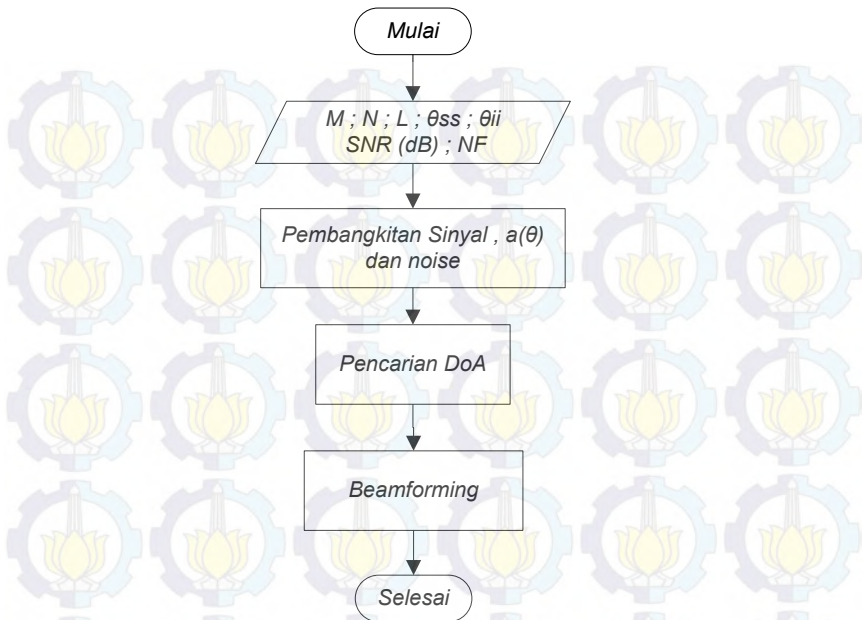 Mulai
M ; N ; L ; θss ; θii
SNR (dB) ; NF
Pembangkitan Sinyal , a(θ)
dan noise
Pencarian DoA
Beamforming
Selesai